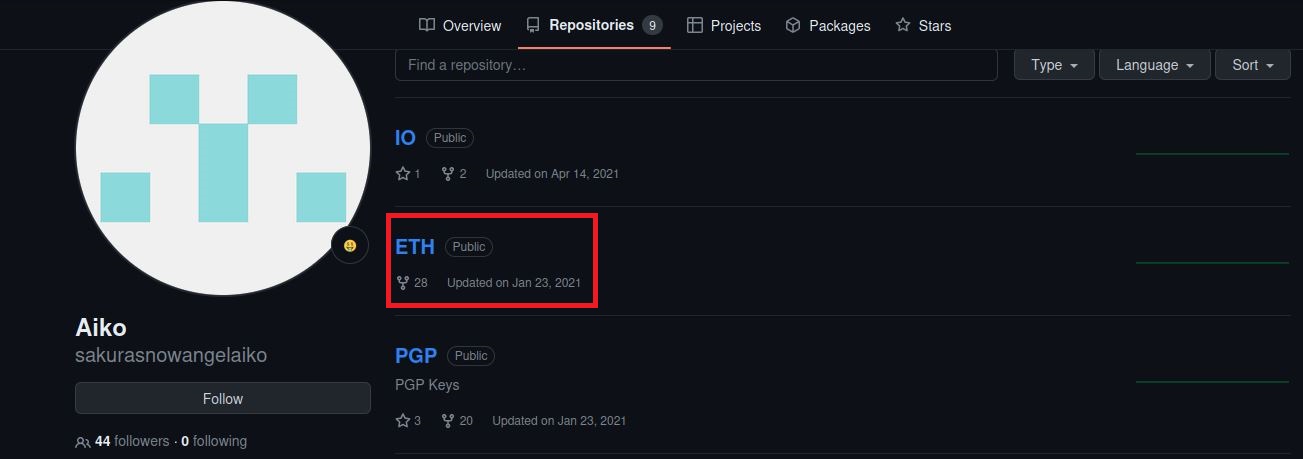 Overview Repositories 9 Projects Packages Stars
Find a repository… Type Language Sort
IO Public
1 2 Updated on Apr 14, 2021
ETH Public
28 Updated on Jan 23, 2021
PGP Public
PGP Keys
3 20 Updated on Jan 23, 2021
Aiko
sakurasnowangelaiko
Follow
44 followers · 0 following